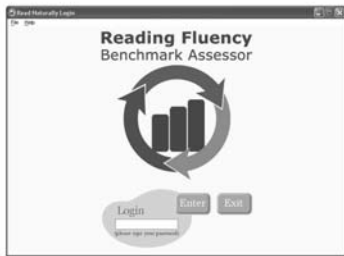 Read Naturally Login
File Help
Reading Fluency
Benchmark Assessor
Login
Enter Exit
(please type your password)